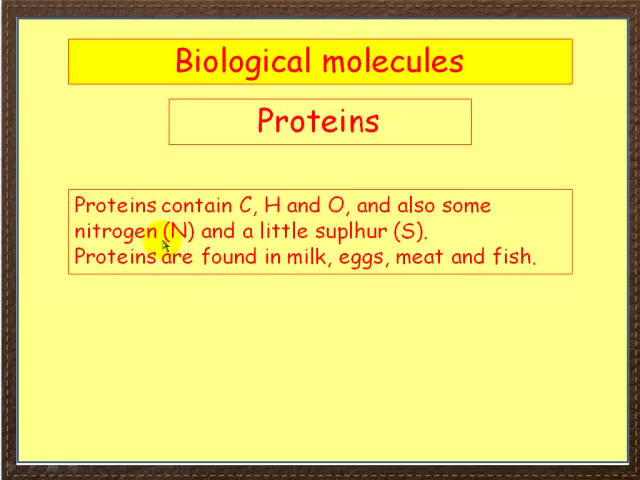 Biological molecules
Proteins
Proteins contain C, H and O, and also some
nitrogen (N) and a little suplhur (S).
Proteins are found in milk, eggs, meat and fish.